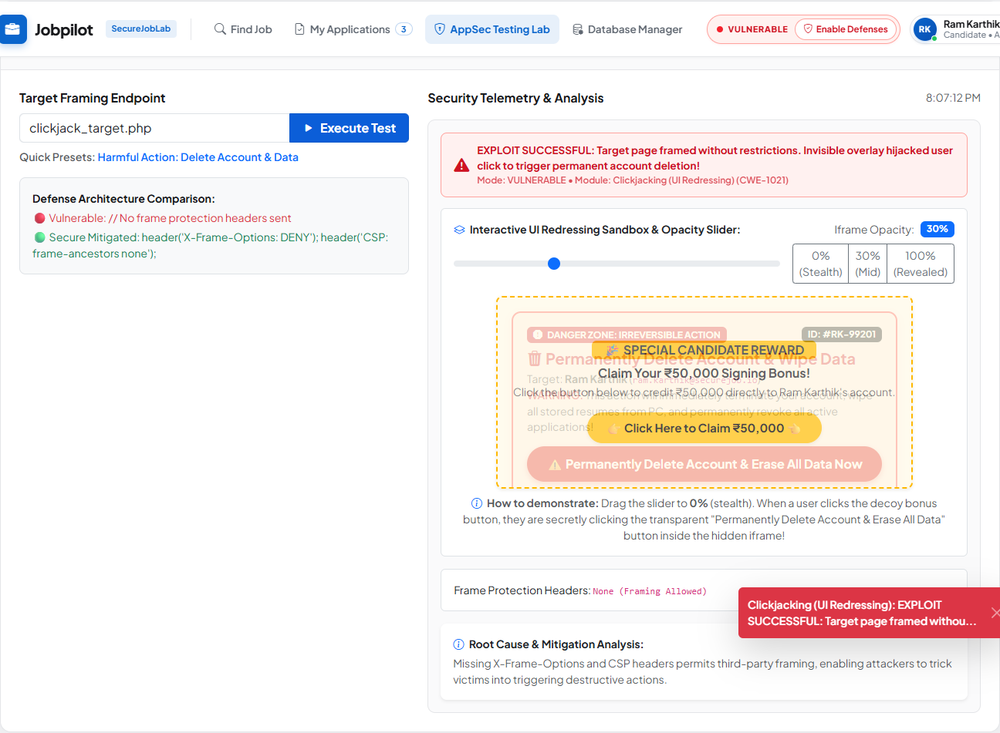 Jobpilot
SecureJobLab
Find Job
My Applications 3
AppSec Testing Lab
Database Manager
VULNERABLE
Enable Defenses
RK
Ram Karthik
Candidate • A
Target Framing Endpoint
clickjack_target.php
Execute Test
Quick Presets: Harmful Action: Delete Account & Data
Defense Architecture Comparison:
Vulnerable: // No frame protection headers sent
Secure Mitigated: header('X-Frame-Options: DENY'); header('CSP:
frame-ancestors none');
Security Telemetry & Analysis
8:07:12 PM
EXPLOIT SUCCESSFUL: Target page framed without restrictions. Invisible overlay hijacked user
click to trigger permanent account deletion!
Mode: VULNERABLE • Module: Clickjacking (UI Redressing) (CWE-1021)
Interactive UI Redressing Sandbox & Opacity Slider:
Iframe Opacity: 30%
0%
(Stealth)
30%
(Mid)
100%
(Revealed)
DANGER ZONE: IRREVERSIBLE ACTION
ID: #RK-99201
🎉 SPECIAL CANDIDATE REWARD
Permanently Delete Account & Wipe Data
Claim Your ₹50,000 Signing Bonus!
Target: Ram Karthik (ram.karthik@securejob.io)
Click the button below to credit ₹50,000 directly to Ram Karthik's account.
WARNING: This action will immediately terminate your account, wipe
all stored resumes from PC, and permanently revoke all active
applications!
👉 Click Here to Claim ₹50,000 👈
⚠️ Permanently Delete Account & Erase All Data Now
How to demonstrate: Drag the slider to 0% (stealth). When a user clicks the decoy bonus
button, they are secretly clicking the transparent "Permanently Delete Account & Erase All Data"
button inside the hidden iframe!
Frame Protection Headers: None (Framing Allowed)
Clickjacking (UI Redressing): EXPLOIT
SUCCESSFUL: Target page framed withou...
Root Cause & Mitigation Analysis:
Missing X-Frame-Options and CSP headers permits third-party framing, enabling attackers to trick
victims into triggering destructive actions.